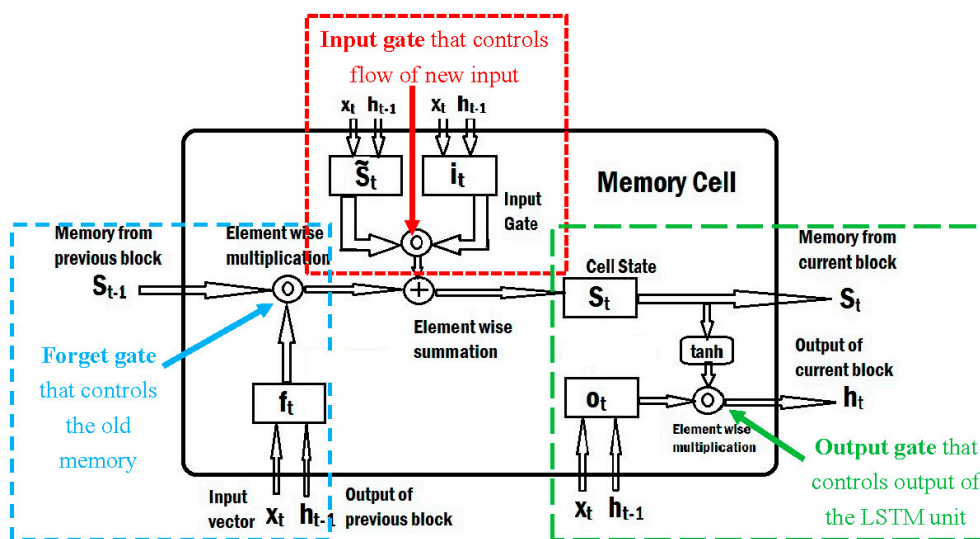 Input gate that controls
flow of new input
xt ht-1 xt ht-1
S̃t
it
Input
Gate
Memory Cell
Memory from
previous block
St-1
Element wise
multiplication
O
O
+
Element wise
summation
Cell State
St
Memory from
current block
St
tanh
Output of
current block
ht
Forget gate
that controls
the old
memory
ft
ot
O
Element wise
multiplication
Output gate that
controls output of
the LSTM unit
Input
vector
xt
ht-1
Output of
previous block
xt ht-1